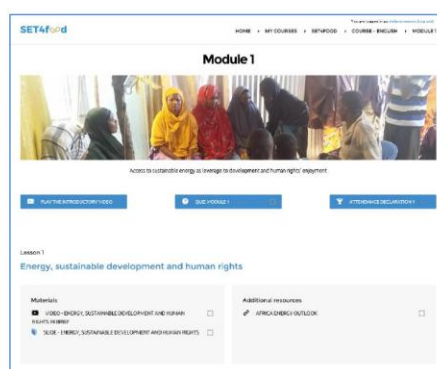 SET4food
HOME › MY COURSES › SET4FOOD › COURSE - ENGLISH › MODULE 1
Module 1
Access to sustainable energy as leverage to development and human rights' enjoyment
PLAY THE INTRODUCTORY VIDEO
QUIZ MODULE 1
ATTENDANCE DECLARATION 1
Lesson 1
Energy, sustainable development and human rights
Materials
VIDEO - ENERGY, SUSTAINABLE DEVELOPMENT AND HUMAN
RIGHTS IN BRIEF
SLIDE - ENERGY, SUSTAINABLE DEVELOPMENT AND HUMAN RIGHTS
Additional resources
AFRICA ENERGY OUTLOOK